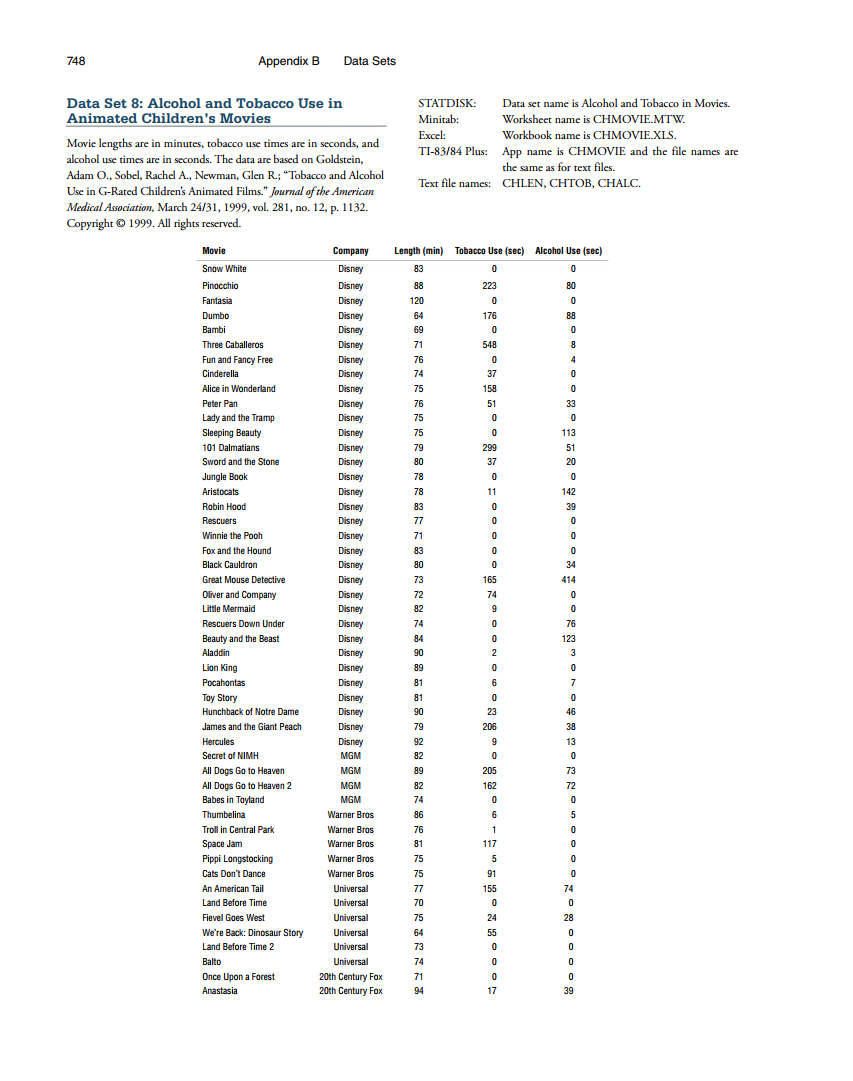 748 Appendix B Data Sets
Data Set 8: Alcohol and Tobacco Use in
Animated Children's Movies
Movie lengths are in minutes, tobacco use times are in seconds, and
alcohol use times are in seconds. The data are based on Goldstein,
Adam O., Sobel, Rachel A., Newman, Glen R.; “Tobacco and Alcohol
Use in G-Rated Children’s Animated Films.” Journal of the American
Medical Association, March 24/31, 1999, vol. 281, no. 12, p. 1132.
Copyright © 1999. All rights reserved.
STATDISK: Data set name is Alcohol and Tobacco in Movies.
Minitab: Worksheet name is CHMOVIE.MTW.
Excel: Workbook name is CHMOVIE.XLS.
TI-83/84 Plus: App name is CHMOVIE and the file names are
the same as for text files.
Text file names: CHLEN, CHTOB, CHALC.
Movie Company Length (min) Tobacco Use (sec) Alcohol Use (sec)
Snow White Disney 83 0 0
Pinocchio Disney 88 223 80
Fantasia Disney 120 0 0
Dumbo Disney 64 176 88
Bambi Disney 69 0 0
Three Caballeros Disney 71 548 8
Fun and Fancy Free Disney 76 0 4
Cinderella Disney 74 37 0
Alice in Wonderland Disney 75 158 0
Peter Pan Disney 76 51 33
Lady and the Tramp Disney 75 0 0
Sleeping Beauty Disney 75 0 113
101 Dalmatians Disney 79 299 51
Sword and the Stone Disney 80 37 20
Jungle Book Disney 78 0 0
Aristocats Disney 78 11 142
Robin Hood Disney 83 0 39
Rescuers Disney 77 0 0
Winnie the Pooh Disney 71 0 0
Fox and the Hound Disney 83 0 0
Black Cauldron Disney 80 0 34
Great Mouse Detective Disney 73 165 414
Oliver and Company Disney 72 74 0
Little Mermaid Disney 82 9 0
Rescuers Down Under Disney 74 0 76
Beauty and the Beast Disney 84 0 123
Aladdin Disney 90 2 3
Lion King Disney 89 0 0
Pocahontas Disney 81 6 7
Toy Story Disney 81 0 0
Hunchback of Notre Dame Disney 90 23 46
James and the Giant Peach Disney 79 206 38
Hercules Disney 92 9 13
Secret of NIMH MGM 82 0 0
All Dogs Go to Heaven MGM 89 205 73
All Dogs Go to Heaven 2 MGM 82 162 72
Babes in Toyland MGM 74 0 0
Thumbelina Warner Bros 86 6 5
Troll in Central Park Warner Bros 76 1 0
Space Jam Warner Bros 81 117 0
Pippi Longstocking Warner Bros 75 5 0
Cats Don’t Dance Warner Bros 75 91 0
An American Tail Universal 77 155 74
Land Before Time Universal 70 0 0
Fievel Goes West Universal 75 24 28
We’re Back: Dinosaur Story Universal 64 55 0
Land Before Time 2 Universal 73 0 0
Balto Universal 74 0 0
Once Upon a Forest 20th Century Fox 71 0 0
Anastasia 20th Century Fox 94 17 39